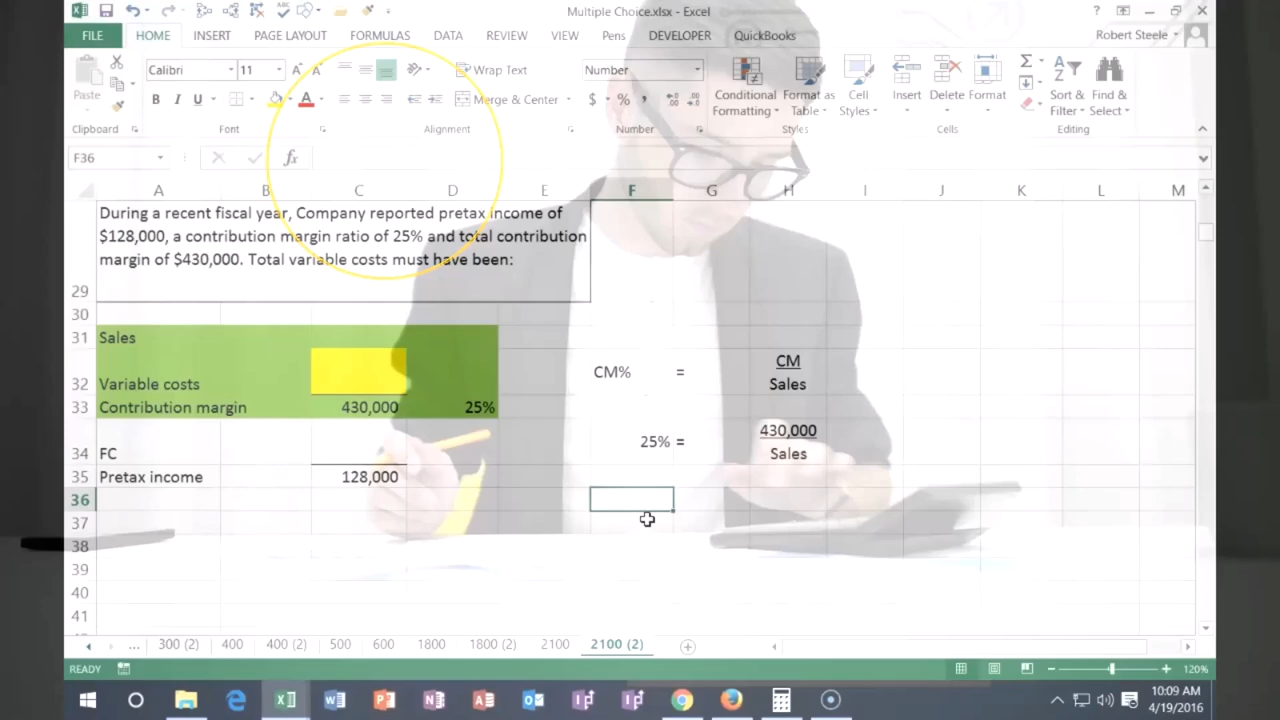 Multiple Choice.xlsx - Excel
FILE HOME INSERT PAGE LAYOUT FORMULAS DATA REVIEW VIEW Pens DEVELOPER QuickBooks Robert Steele
Calibri 11 Wrap Text Number
Paste Merge & Center Conditional Formatting Format as Table Cell Styles Insert Delete Format Sort & Filter Find & Select
Clipboard Font Alignment Number Styles Cells Editing
F36 fx
A B C D E F G H I J K L M
During a recent fiscal year, Company reported pretax income of
$128,000, a contribution margin ratio of 25% and total contribution
margin of $430,000. Total variable costs must have been:
29
30
31 Sales
CM% = CM
32 Variable costs Sales
33 Contribution margin 430,000 25%
25% = 430,000
34 FC Sales
35 Pretax income 128,000
36
37
38
39
40
41
... 300 (2) 400 400 (2) 500 600 1800 1800 (2) 2100 2100 (2)
READY 120%
10:09 AM
4/19/2016